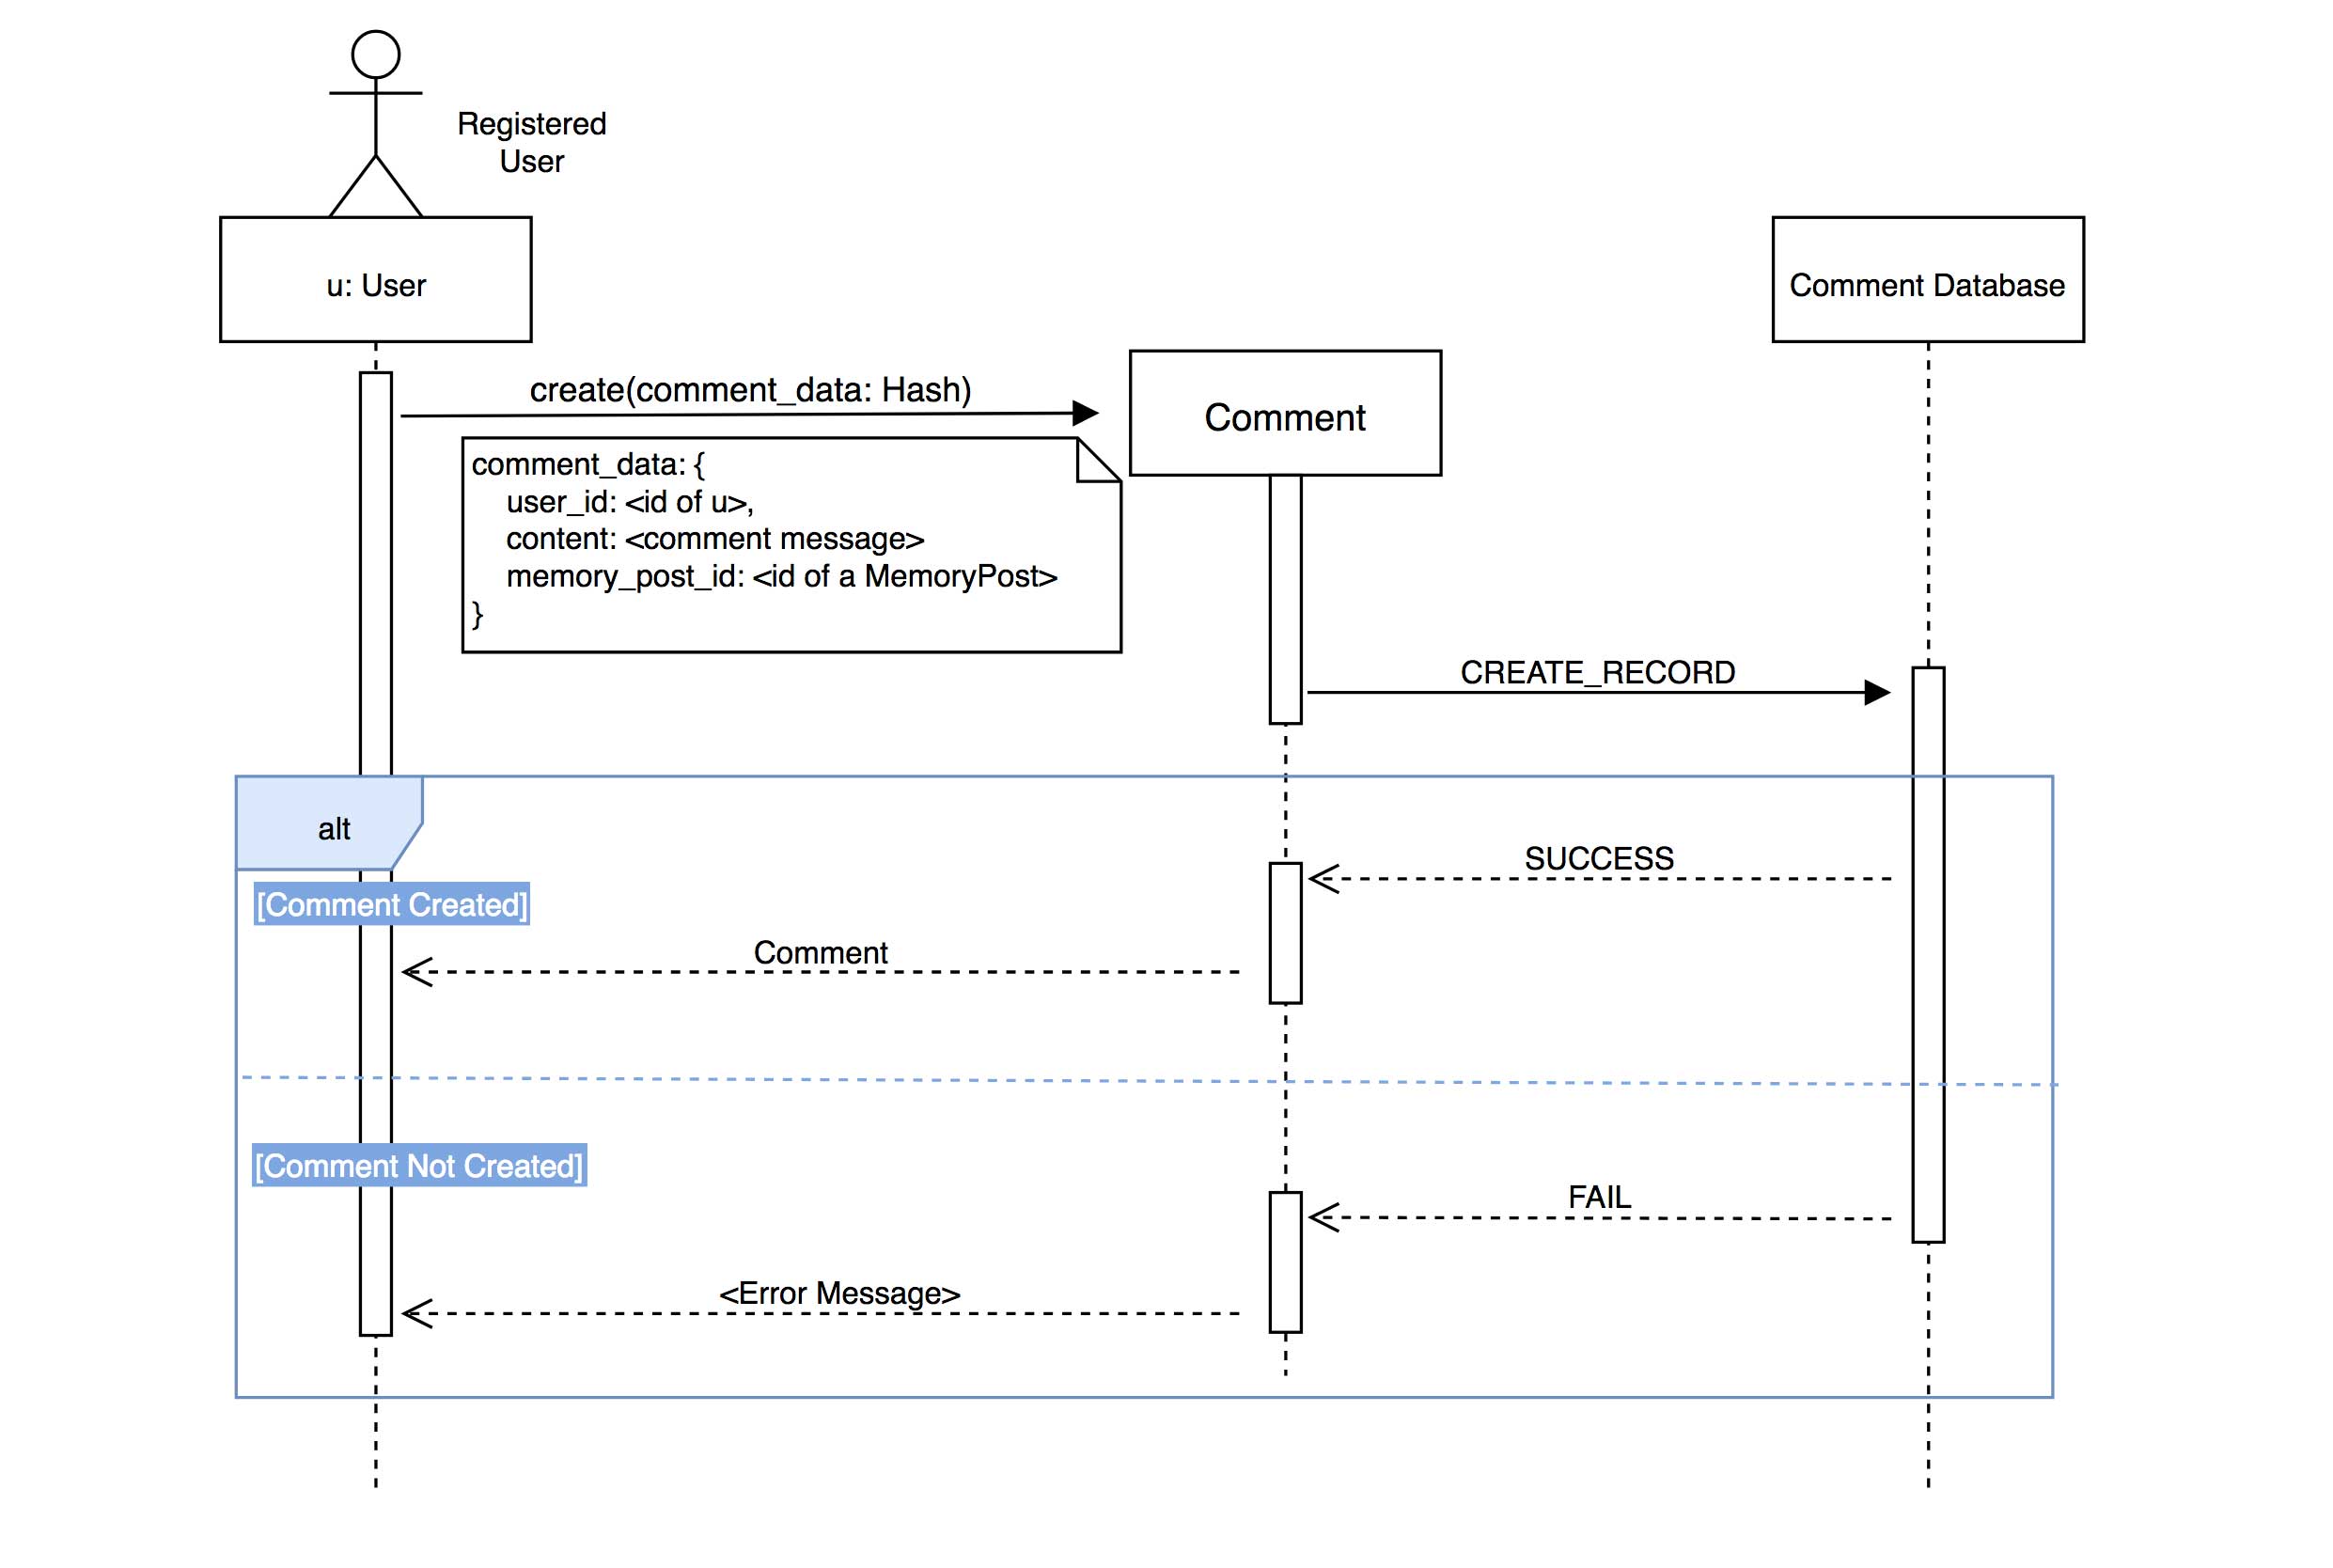 Registered
User
u: User
Comment Database
create(comment_data: Hash)
Comment
comment_data: {
user_id: <id of u>,
content: <comment message>
memory_post_id: <id of a MemoryPost>
}
CREATE_RECORD
alt
SUCCESS
[Comment Created]
Comment
[Comment Not Created]
FAIL
<Error Message>